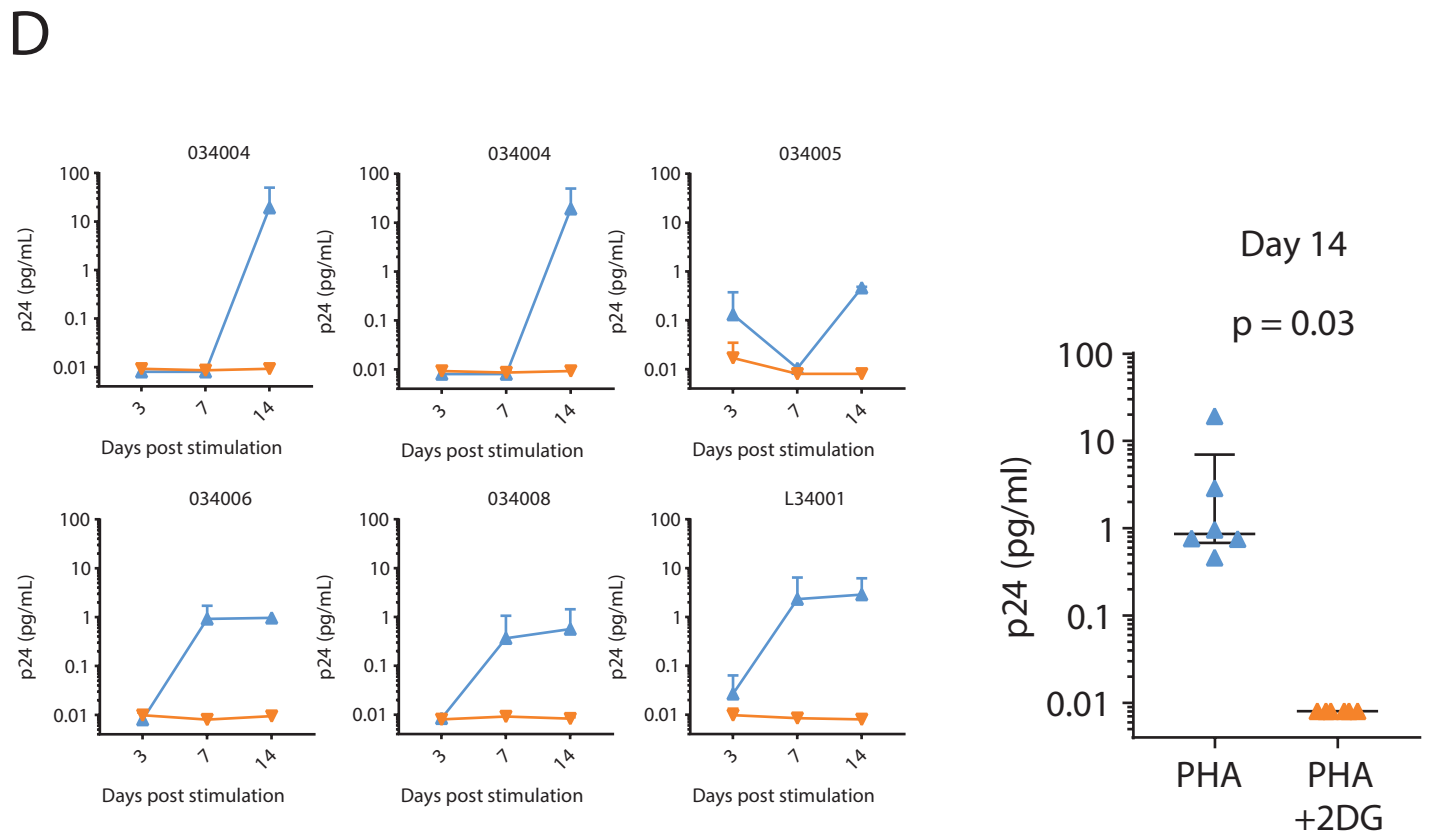 D
034004
p24 (pg/mL)
100
10
1
0.1
0.01
3
7
14
Days post stimulation
034004
p24 (pg/mL)
100
10
1
0.1
0.01
3
7
14
Days post stimulation
034005
p24 (pg/mL)
100
10
1
0.1
0.01
3
7
14
Days post stimulation
034006
p24 (pg/mL)
100
10
1
0.1
0.01
3
7
14
Days post stimulation
034008
p24 (pg/mL)
100
10
1
0.1
0.01
3
7
14
Days post stimulation
L34001
p24 (pg/mL)
100
10
1
0.1
0.01
3
7
14
Days post stimulation
Day 14
p = 0.03
p24 (pg/ml)
100
10
1
0.1
0.01
PHA
PHA
+2DG